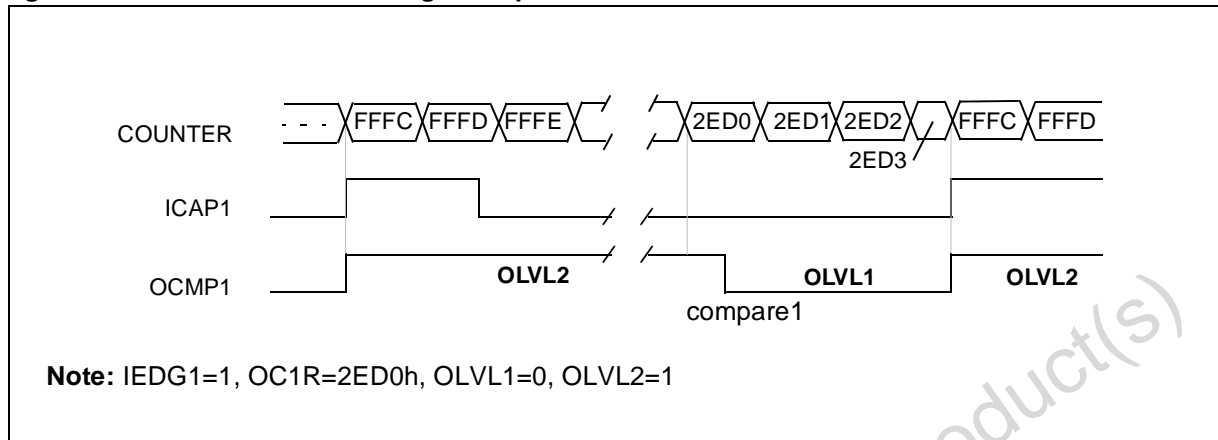 COUNTER - - - FFFC FFFD FFFE 2ED0 2ED1 2ED2 FFFC FFFD
2ED3
ICAP1
OCMP1 OLVL2 OLVL1 OLVL2
compare1
Note: IEDG1=1, OC1R=2ED0h, OLVL1=0, OLVL2=1